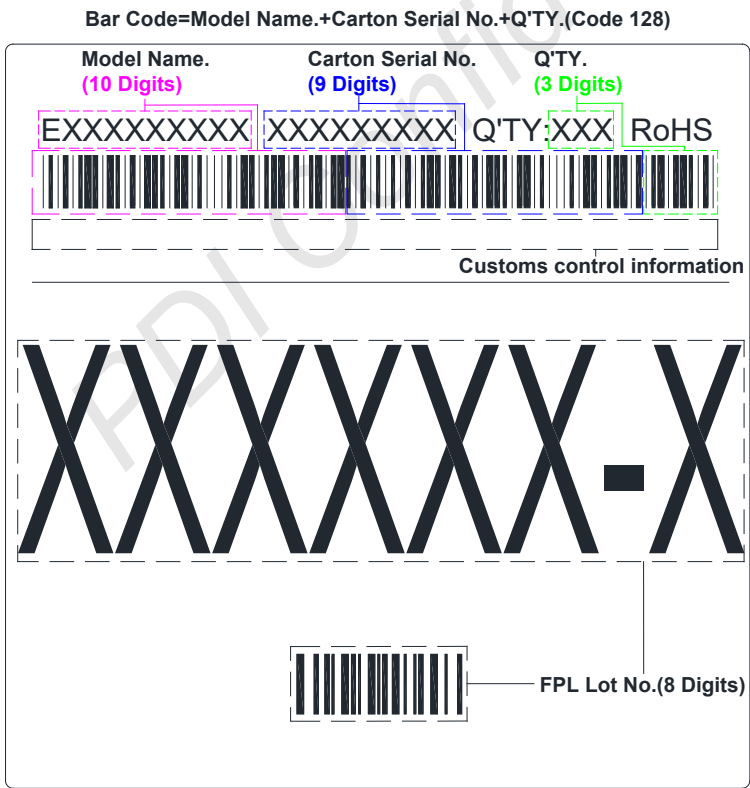 Bar Code=Model Name.+Carton Serial No.+Q'TY.(Code 128)
Model Name. Carton Serial No. Q'TY.
(10 Digits) (9 Digits) (3 Digits)
EXXXXXXXXX XXXXXXXXX Q'TY:XXX RoHS
Customs control information
XXXXXX-X
FPL Lot No.(8 Digits)
PDI